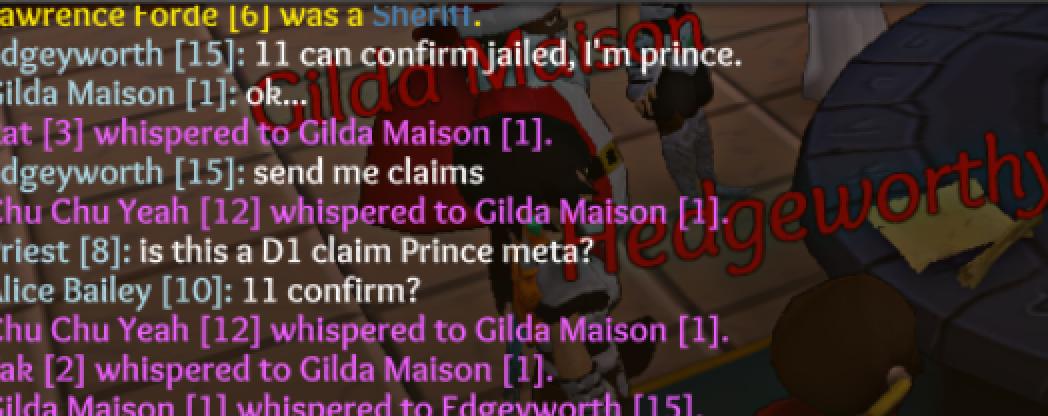 awrence Forde [6] was a Sheriff.
dgeyworth [15]: 11 can confirm jailed, I'm prince.
Gilda Maison [1]: ok...
at [3] whispered to Gilda Maison [1].
dgeyworth [15]: send me claims
Chu Chu Yeah [12] whispered to Gilda Maison [1].
riest [8]: is this a D1 claim Prince meta?
Alice Bailey [10]: 11 confirm?
Chu Chu Yeah [12] whispered to Gilda Maison [1].
ak [2] whispered to Gilda Maison [1].
Gilda Maison [1] whispered to Edgeyworth [15].
Gilda Maison
Hedgeworthy